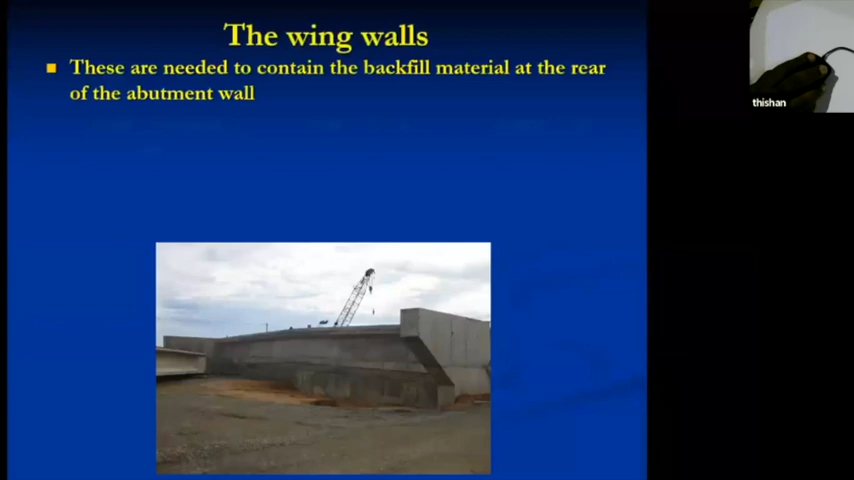 The wing walls
These are needed to contain the backfill material at the rear
of the abutment wall
thishan